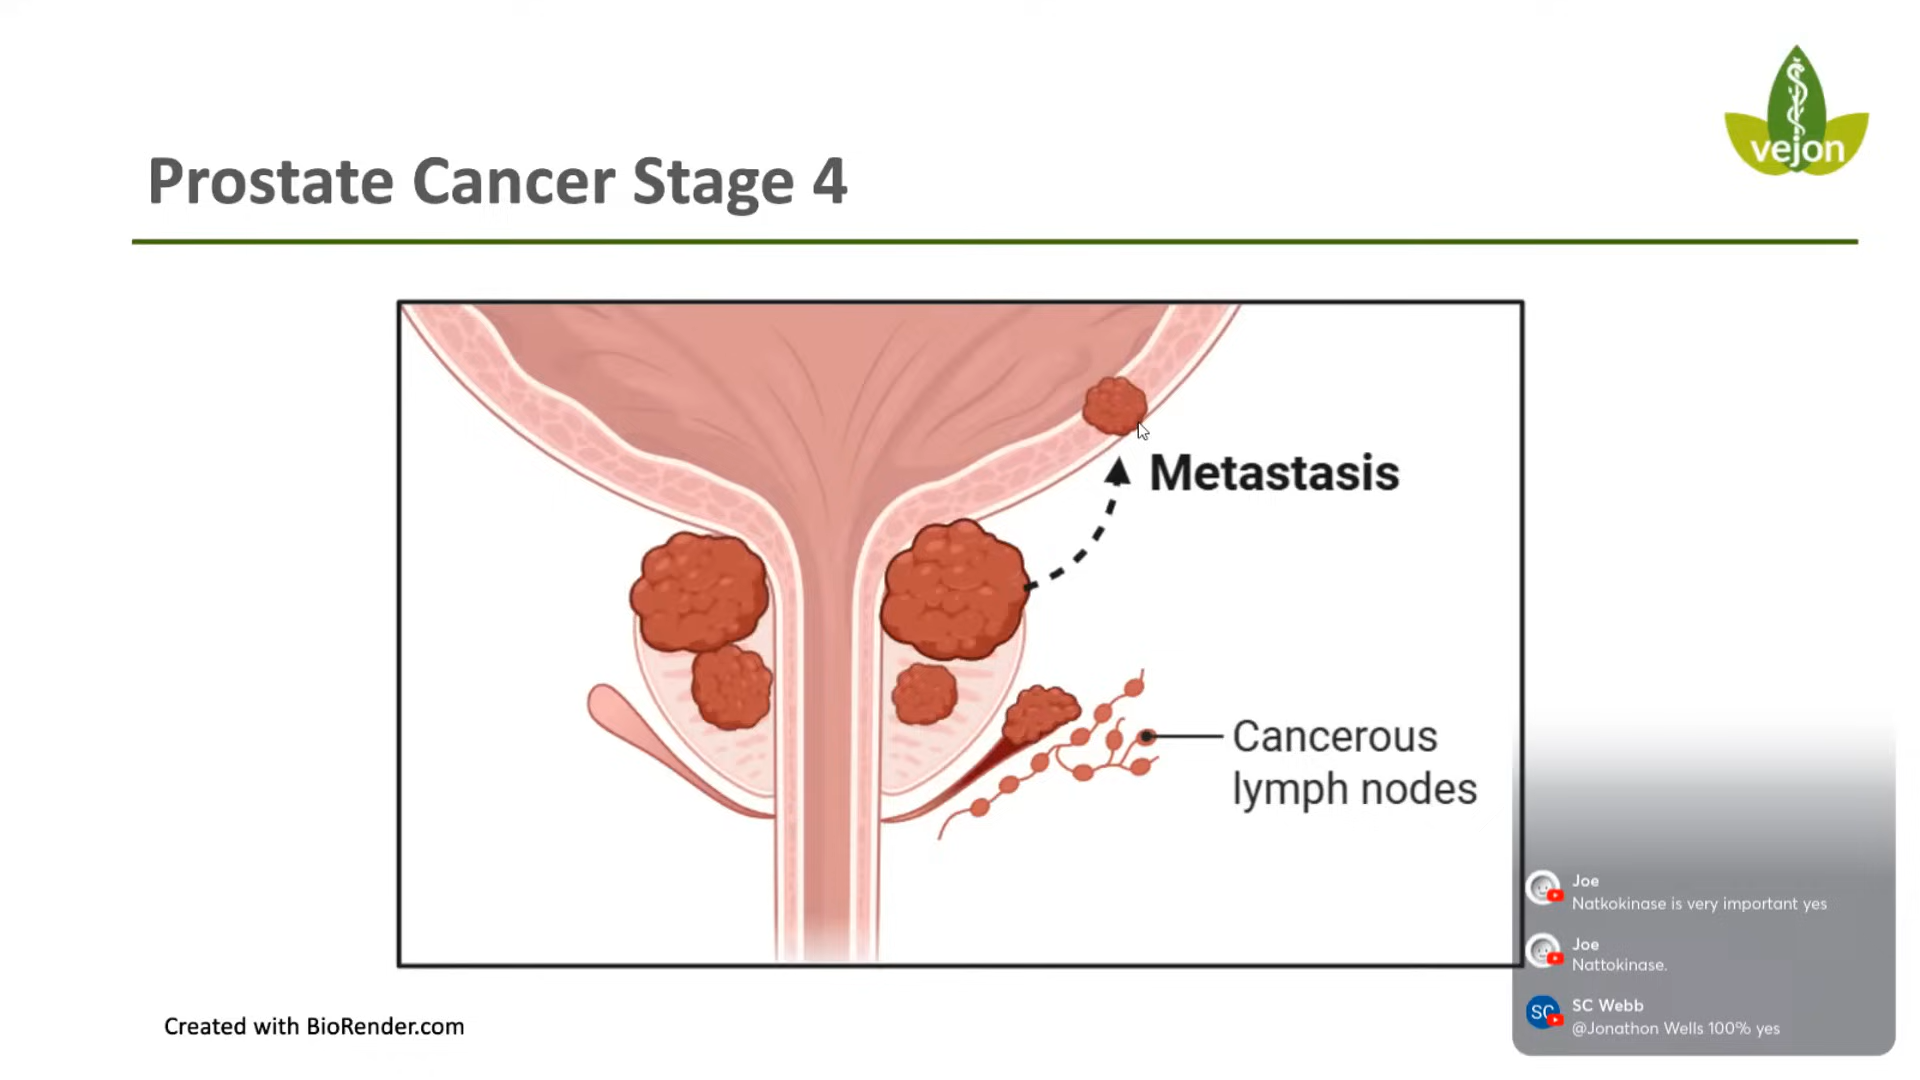 vejon
Prostate Cancer Stage 4
Metastasis
Cancerous
lymph nodes
Joe
Natkokinase is very important yes
Joe
Nattokinase.
SC
SC Webb
@Jonathon Wells 100% yes
Created with BioRender.com